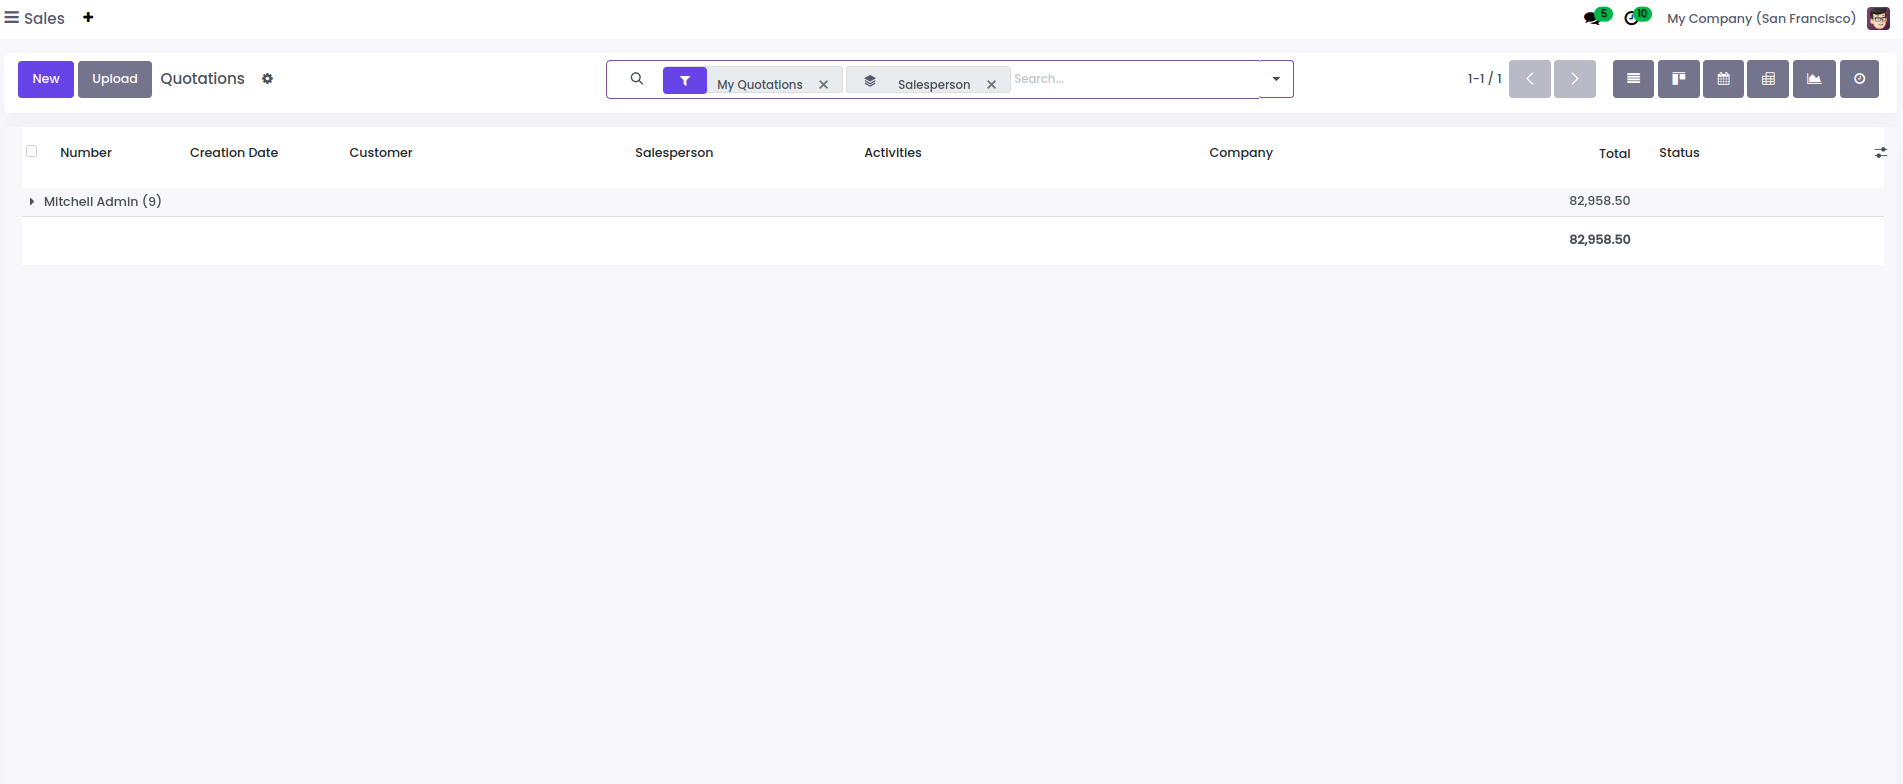 Sales
5 10 My Company (San Francisco)
New Upload Quotations My Quotations Salesperson Search... 1-1 / 1
Number Creation Date Customer Salesperson Activities Company Total Status
Mitchell Admin (9) 82,958.50
82,958.50